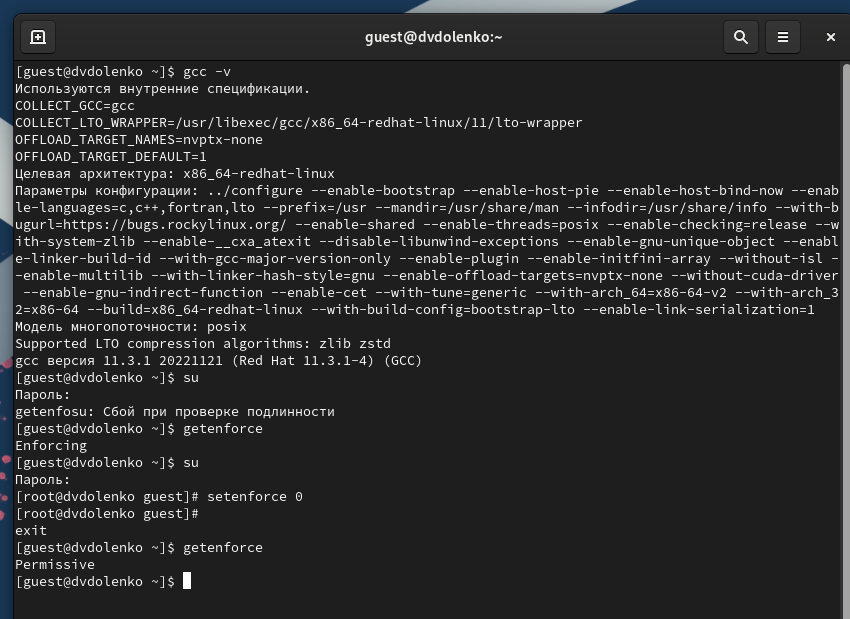 guest@dvdolenko:~
[guest@dvdolenko ~]$ gcc -v
Используются внутренние спецификации.
COLLECT_GCC=gcc
COLLECT_LTO_WRAPPER=/usr/libexec/gcc/x86_64-redhat-linux/11/lto-wrapper
OFFLOAD_TARGET_NAMES=nvptx-none
OFFLOAD_TARGET_DEFAULT=1
Целевая архитектура: x86_64-redhat-linux
Параметры конфигурации: ../configure --enable-bootstrap --enable-host-pie --enable-host-bind-now --enab
le-languages=c,c++,fortran,lto --prefix=/usr --mandir=/usr/share/man --infodir=/usr/share/info --with-b
ugurl=https://bugs.rockylinux.org/ --enable-shared --enable-threads=posix --enable-checking=release --w
ith-system-zlib --enable-__cxa_atexit --disable-libunwind-exceptions --enable-gnu-unique-object --enabl
e-linker-build-id --with-gcc-major-version-only --enable-plugin --enable-initfini-array --without-isl -
-enable-multilib --with-linker-hash-style=gnu --enable-offload-targets=nvptx-none --without-cuda-driver
 --enable-gnu-indirect-function --enable-cet --with-tune=generic --with-arch_64=x86-64-v2 --with-arch_3
2=x86-64 --build=x86_64-redhat-linux --with-build-config=bootstrap-lto --enable-link-serialization=1
Модель многопоточности: posix
Supported LTO compression algorithms: zlib zstd
gcc версия 11.3.1 20221121 (Red Hat 11.3.1-4) (GCC)
[guest@dvdolenko ~]$ su
Пароль:
getenfosu: Сбой при проверке подлинности
[guest@dvdolenko ~]$ getenforce
Enforcing
[guest@dvdolenko ~]$ su
Пароль:
[root@dvdolenko guest]# setenforce 0
[root@dvdolenko guest]#
exit
[guest@dvdolenko ~]$ getenforce
Permissive
[guest@dvdolenko ~]$